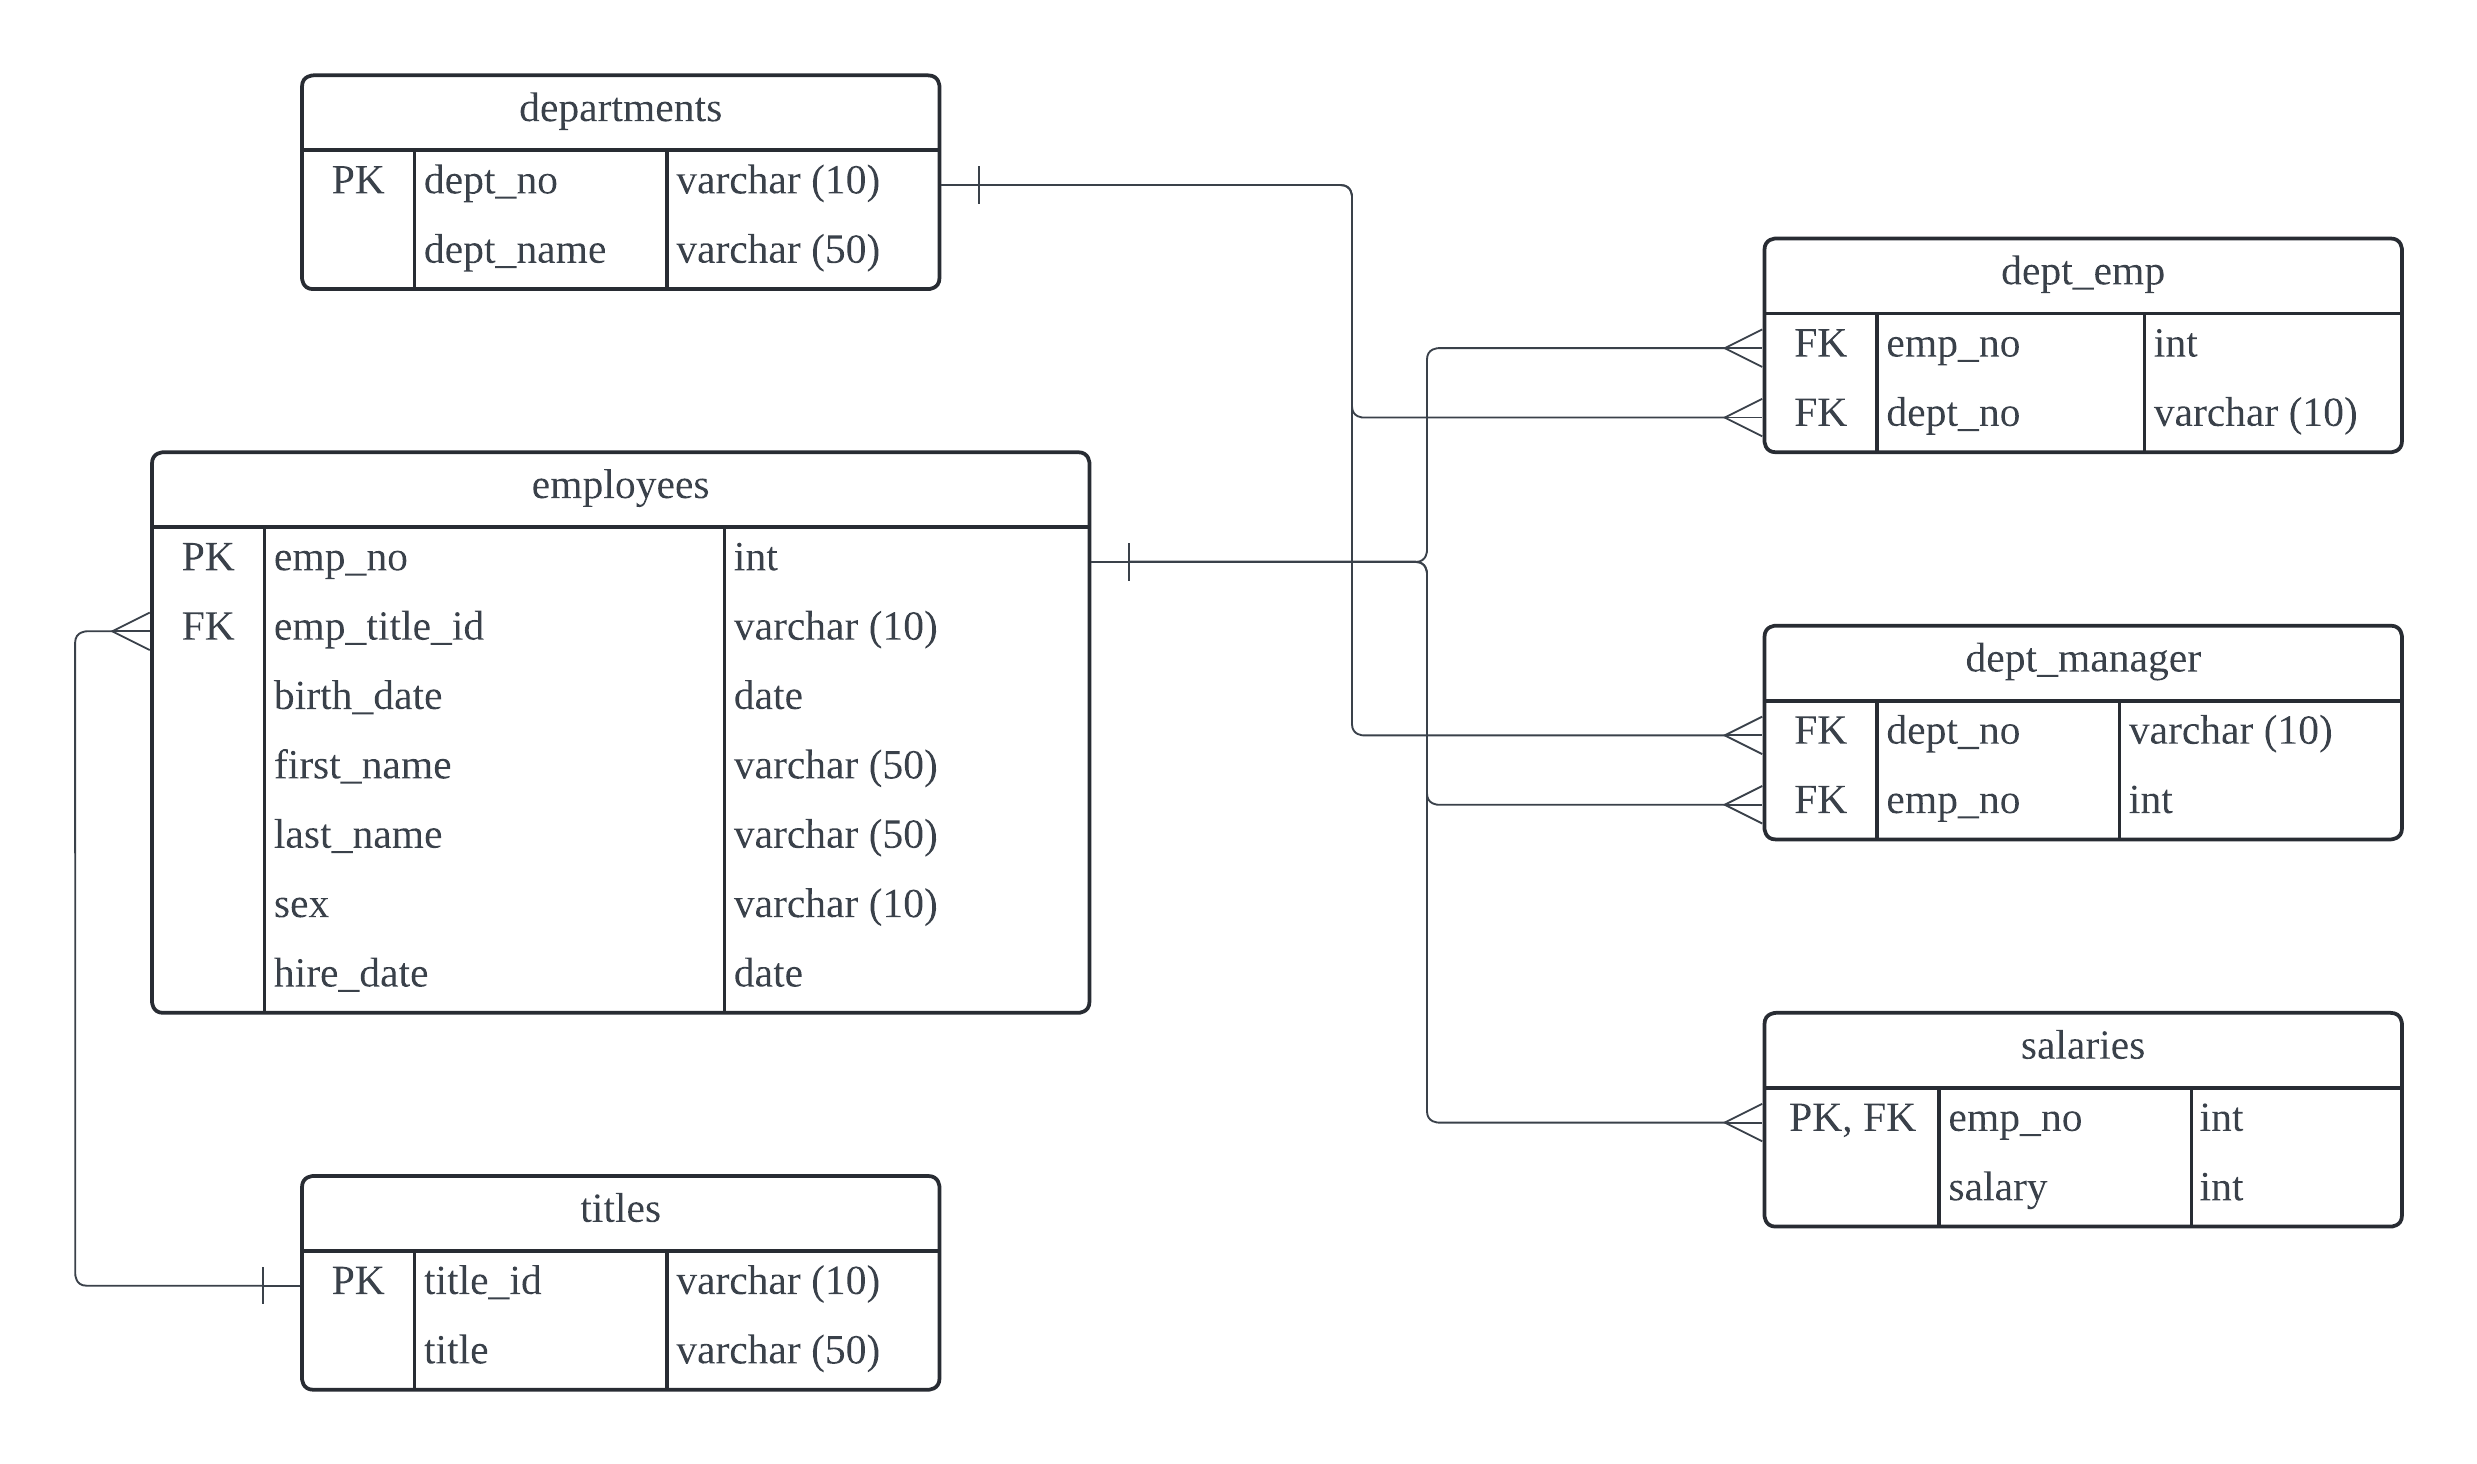 departments
PK dept_no varchar (10)
dept_name varchar (50)
dept_emp
FK emp_no int
FK dept_no varchar (10)
employees
PK emp_no int
FK emp_title_id varchar (10)
birth_date date
first_name varchar (50)
last_name varchar (50)
sex varchar (10)
hire_date date
dept_manager
FK dept_no varchar (10)
FK emp_no int
salaries
PK, FK emp_no int
salary int
titles
PK title_id varchar (10)
title varchar (50)